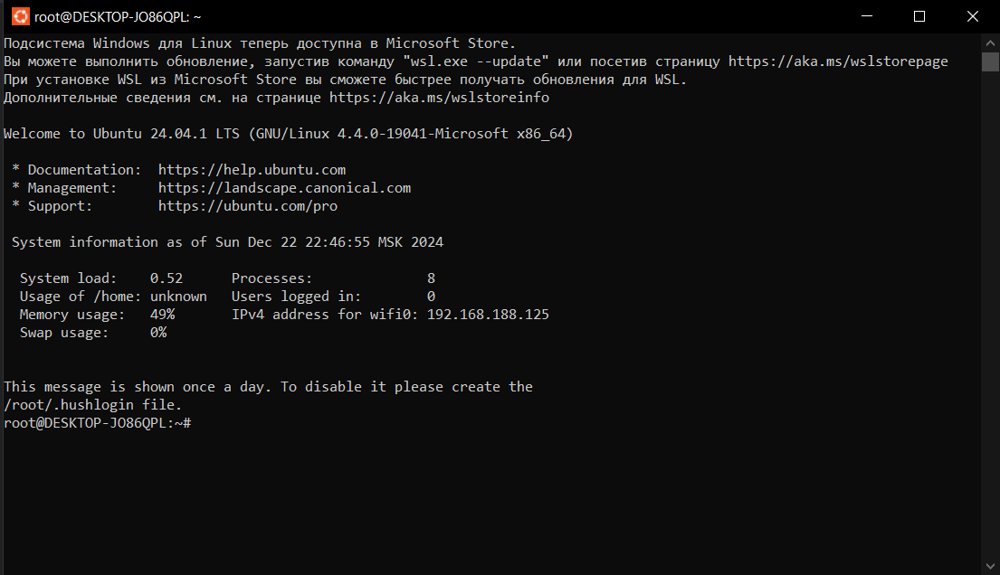 root@DESKTOP-JO86QPL: ~
Подсистема Windows для Linux теперь доступна в Microsoft Store.
Вы можете выполнить обновление, запустив команду "wsl.exe --update" или посетив страницу https://aka.ms/wslstorepage
При установке WSL из Microsoft Store вы сможете быстрее получать обновления для WSL.
Дополнительные сведения см. на странице https://aka.ms/wslstoreinfo

Welcome to Ubuntu 24.04.1 LTS (GNU/Linux 4.4.0-19041-Microsoft x86_64)

 * Documentation:  https://help.ubuntu.com
 * Management:     https://landscape.canonical.com
 * Support:        https://ubuntu.com/pro

 System information as of Sun Dec 22 22:46:55 MSK 2024

  System load:    0.52      Processes:              8
  Usage of /home: unknown   Users logged in:        0
  Memory usage:   49%       IPv4 address for wifi0: 192.168.188.125
  Swap usage:     0%


This message is shown once a day. To disable it please create the
/root/.hushlogin file.
root@DESKTOP-JO86QPL:~#